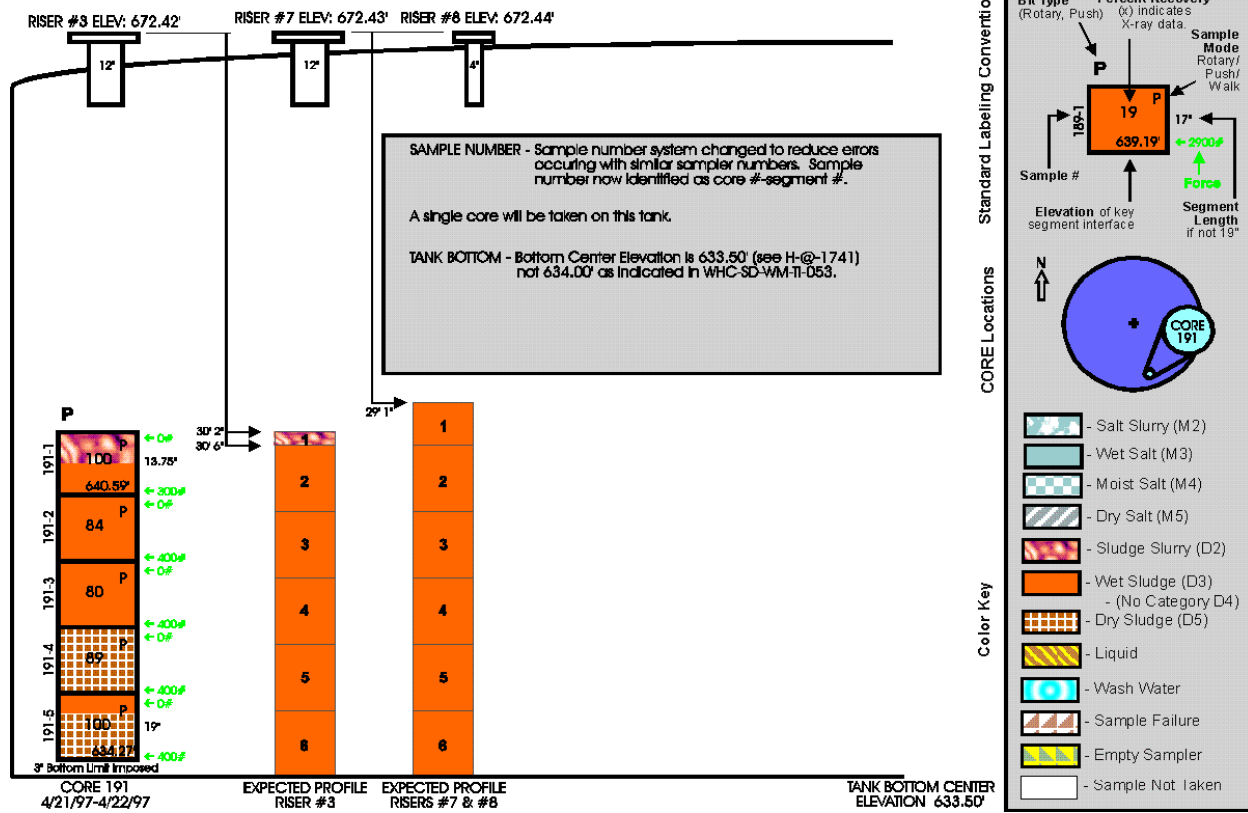 RISER #3 ELEV: 672.42'
RISER #7 ELEV: 672.43'
RISER #8 ELEV: 672.44'
12"
12"
4"
SAMPLE NUMBER - Sample number system changed to reduce errors
occuring with similar sampler numbers. Sample
number now identified as core #-segment #.
A single core will be taken on this tank.
TANK BOTTOM - Bottom Center Elevation is 633.50' (see H-@-1741)
not 634.00' as indicated in WHC-SD-WM-TI-053.
P
191-1
P
100
640.59'
← 0#
13.75"
← 300#
191-2
P
84
← 0#
← 400#
191-3
P
80
← 0#
← 400#
191-4
P
89
← 0#
← 400#
191-5
P
100
634.27'
← 0#
19"
← 400#
3" Bottom Limit Imposed
CORE 191
4/21/97-4/22/97
30' 2"
30' 6"
1
2
3
4
5
6
EXPECTED PROFILE
RISER #3
29' 1"
1
2
3
4
5
6
EXPECTED PROFILE
RISERS #7 & #8
TANK BOTTOM CENTER
ELEVATION 633.50'
Standard Labeling Conventio
Bit Type
(Rotary, Push)
Percent Recovery
(x) indicates
X-ray data.
Sample
Mode
Rotary/
Push/
Walk
P
P
19
639.19'
189-1
17"
← 2900#
Force
Sample #
Elevation of key
segment interface
Segment
Length
if not 19"
CORE Locations
N
CORE
191
Color Key
- Salt Slurry (M2)
- Wet Salt (M3)
- Moist Salt (M4)
- Dry Salt (M5)
- Sludge Slurry (D2)
- Wet Sludge (D3)
- (No Category D4)
- Dry Sludge (D5)
- Liquid
- Wash Water
- Sample Failure
- Empty Sampler
- Sample Not Taken